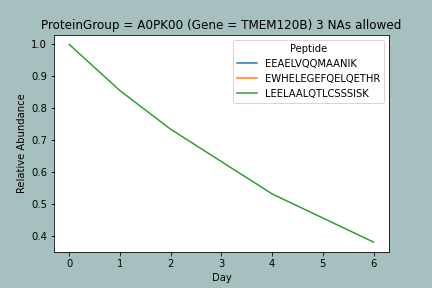 ProteinGroup = A0PK00 (Gene = TMEM120B) 3 NAs allowed
Peptide
EEAELVQQMAANIK
EWHELEGEFQELQETHR
LEELAALQTLCSSSISK
Relative Abundance
1.0
0.9
0.8
0.7
0.6
0.5
0.4
0 1 2 3 4 5 6
Day